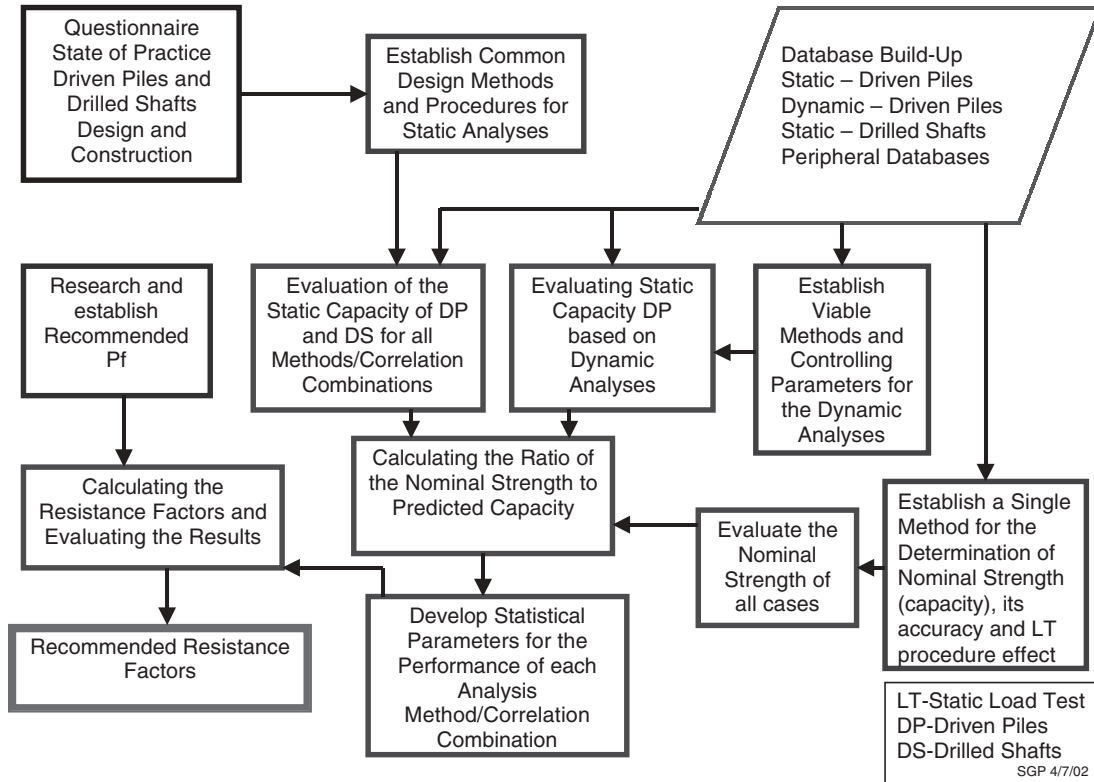 Questionnaire
State of Practice
Driven Piles and
Drilled Shafts
Design and
Construction
Establish Common
Design Methods
and Procedures for
Static Analyses
Database Build-Up
Static – Driven Piles
Dynamic – Driven Piles
Static – Drilled Shafts
Peripheral Databases
Research and
establish
Recommended
Pf
Evaluation of the
Static Capacity of DP
and DS for all
Methods/Correlation
Combinations
Evaluating Static
Capacity DP
based on
Dynamic
Analyses
Establish
Viable
Methods and
Controlling
Parameters for
the Dynamic
Analyses
Calculating the
Resistance Factors and
Evaluating the Results
Calculating the Ratio of
the Nominal Strength to
Predicted Capacity
Evaluate the
Nominal
Strength of
all cases
Establish a Single
Method for the
Determination of
Nominal Strength
(capacity), its
accuracy and LT
procedure effect
Recommended Resistance
Factors
Develop Statistical
Parameters for the
Performance of each
Analysis
Method/Correlation
Combination
LT-Static Load Test
DP-Driven Piles
DS-Drilled Shafts
SGP 4/7/02